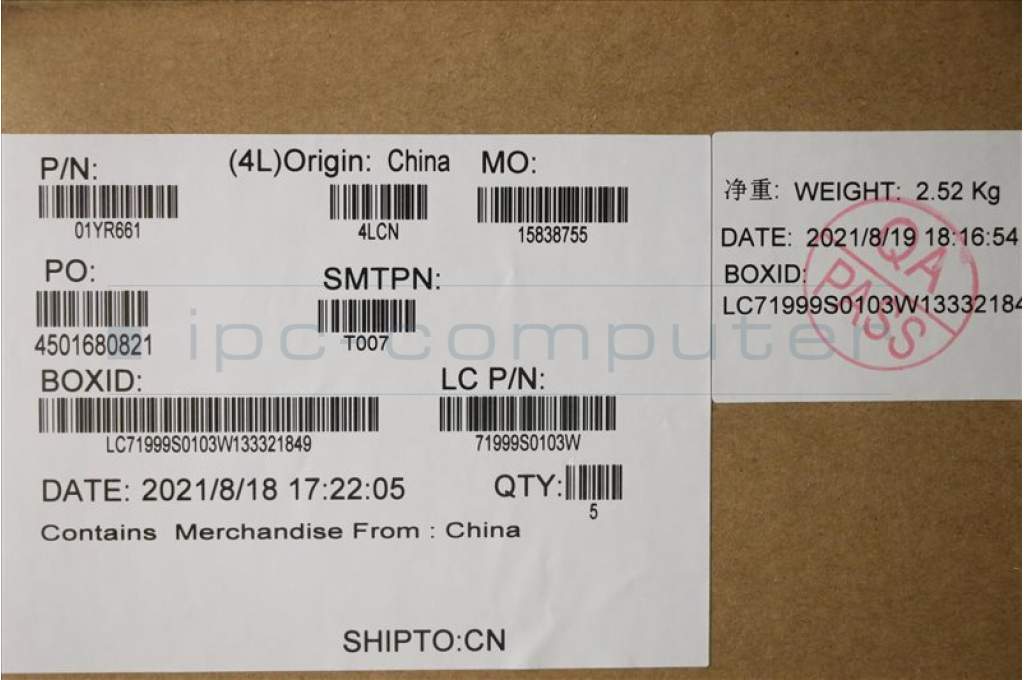 P/N:
01YR661
(4L)Origin: China
4LCN
MO:
15838755
PO:
4501680821
SMTPN:
T007
BOXID:
LC71999S0103W133321849
LC P/N:
71999S0103W
DATE: 2021/8/18 17:22:05
QTY:
5
Contains Merchandise From : China
SHIPTO:CN
净重: WEIGHT: 2.52 Kg
DATE: 2021/8/19 18:16:54
BOXID:
LC71999S0103W13332184
QA
PASS
ipc-computer